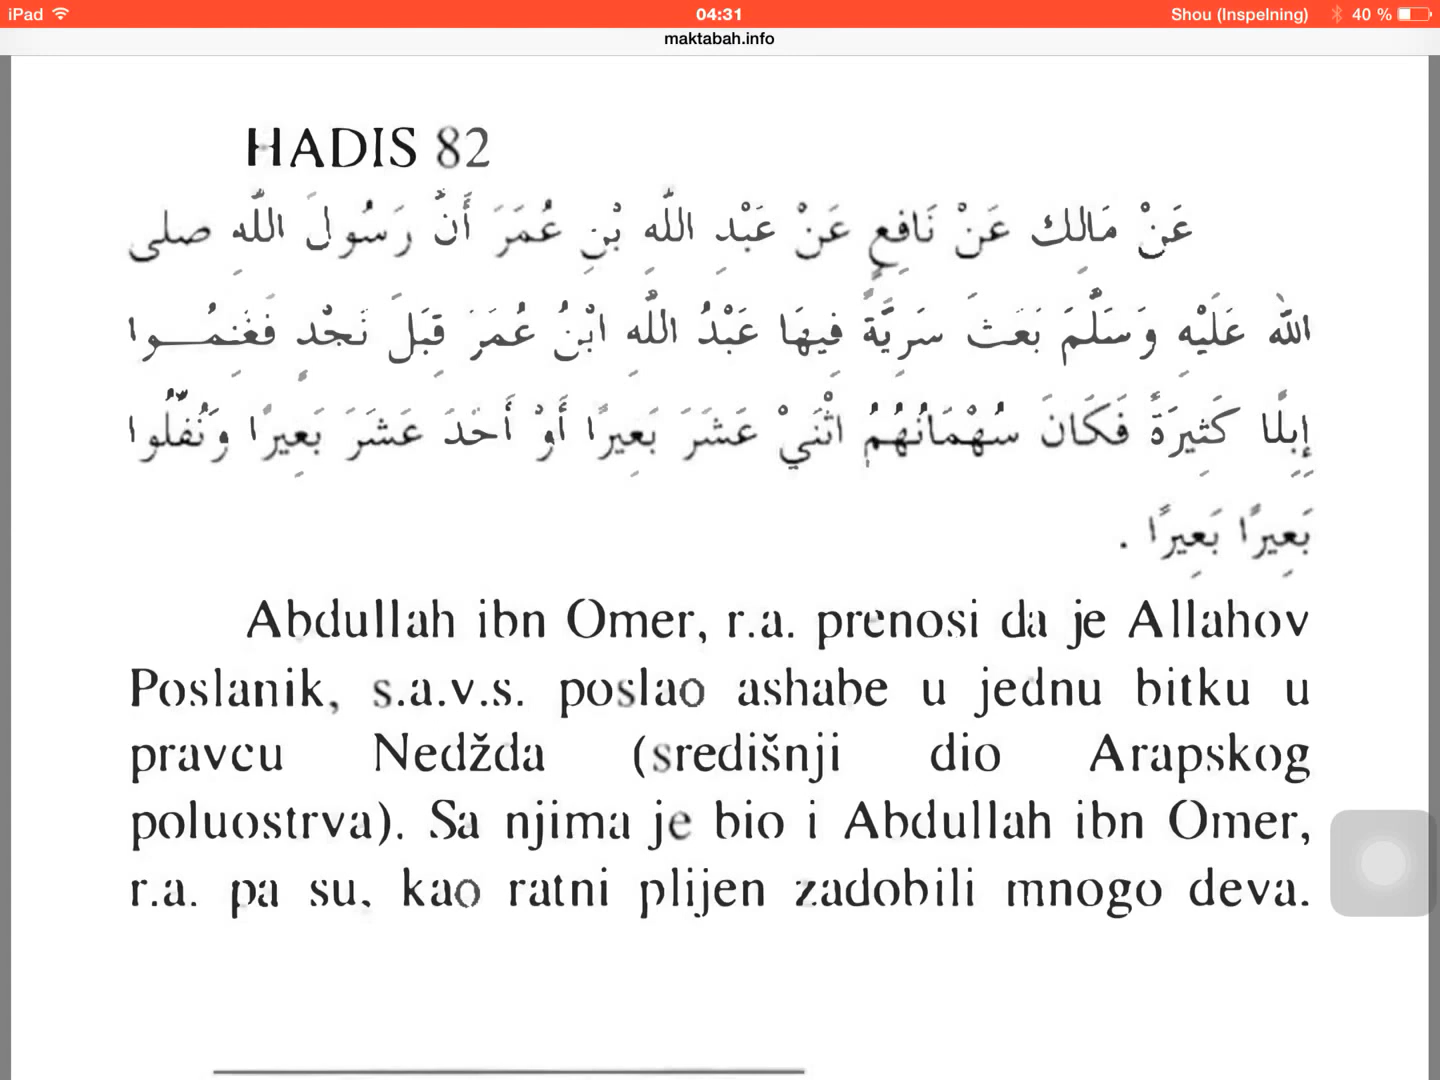 iPad 04:31 Shou (Inspelning) 40 %
maktabah.info
HADIS 82
عَنْ مَالِك عَنْ نَافِعٍ عَنْ عَبْدِ اللَّهِ بْنِ عُمَرَ أَنَّ رَسُولَ اللَّهِ صلى
الله عَلَيْهِ وَسَلَّمَ بَعَثَ سَرِيَّةً فِيهَا عَبْدُ اللَّهِ ابْنُ عُمَرَ قِبَلَ نَجْدٍ فَغَنِمُـــوا
إِبِلًا كَثِيرَةً فَكَانَ سُهْمَانُهُمُ اثْنَيْ عَشَرَ بَعِيرًا أَوْ أَحَدَ عَشَرَ بَعِيرًا وَنُفِّلُوا
بَعِيرًا بَعِيرًا .
Abdullah ibn Omer, r.a. prenosi da je Allahov
Poslanik, s.a.v.s. poslao ashabe u jednu bitku u
pravcu Nedžda (središnji dio Arapskog
poluostrva). Sa njima je bio i Abdullah ibn Omer,
r.a. pa su, kao ratni plijen zadobili mnogo deva.